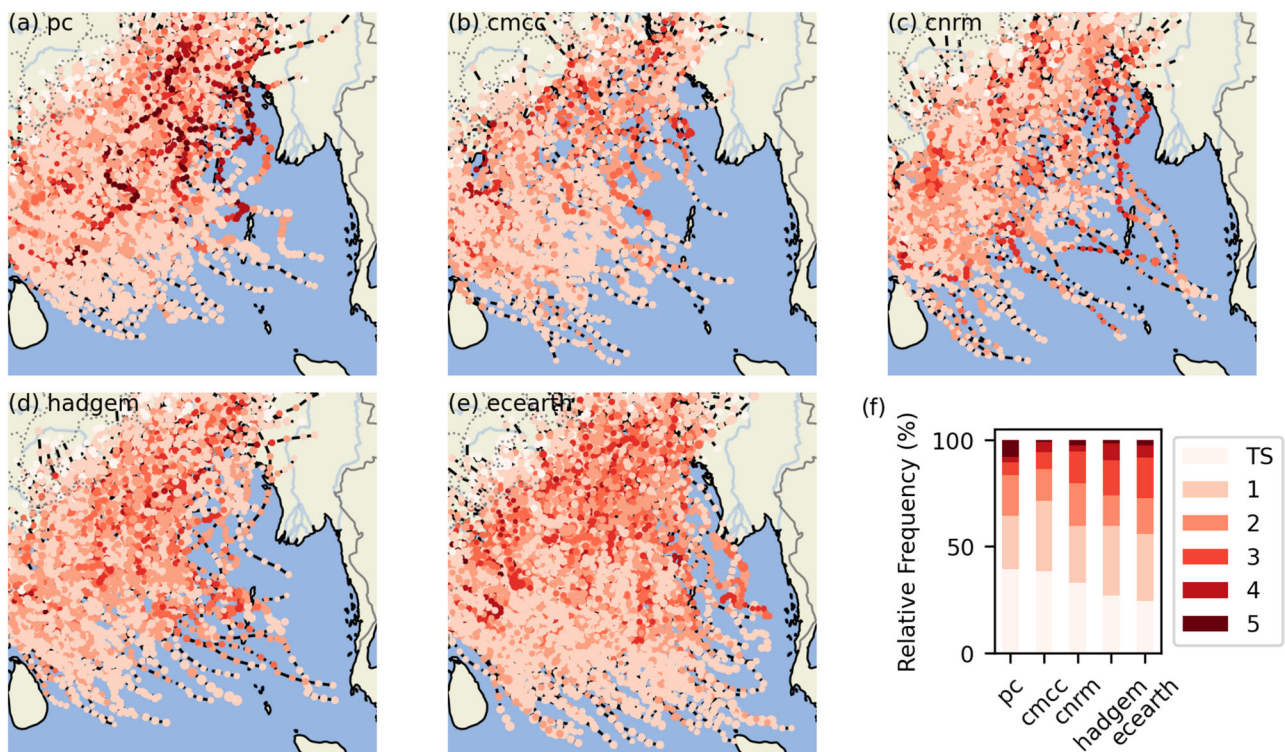 (a) pc
(b) cmcc
(c) cnrm
(d) hadgem
(e) ecearth
(f)
Relative Frequency (%)
100
50
0
pc
cmcc
cnrm
hadgem
ecearth
TS
1
2
3
4
5